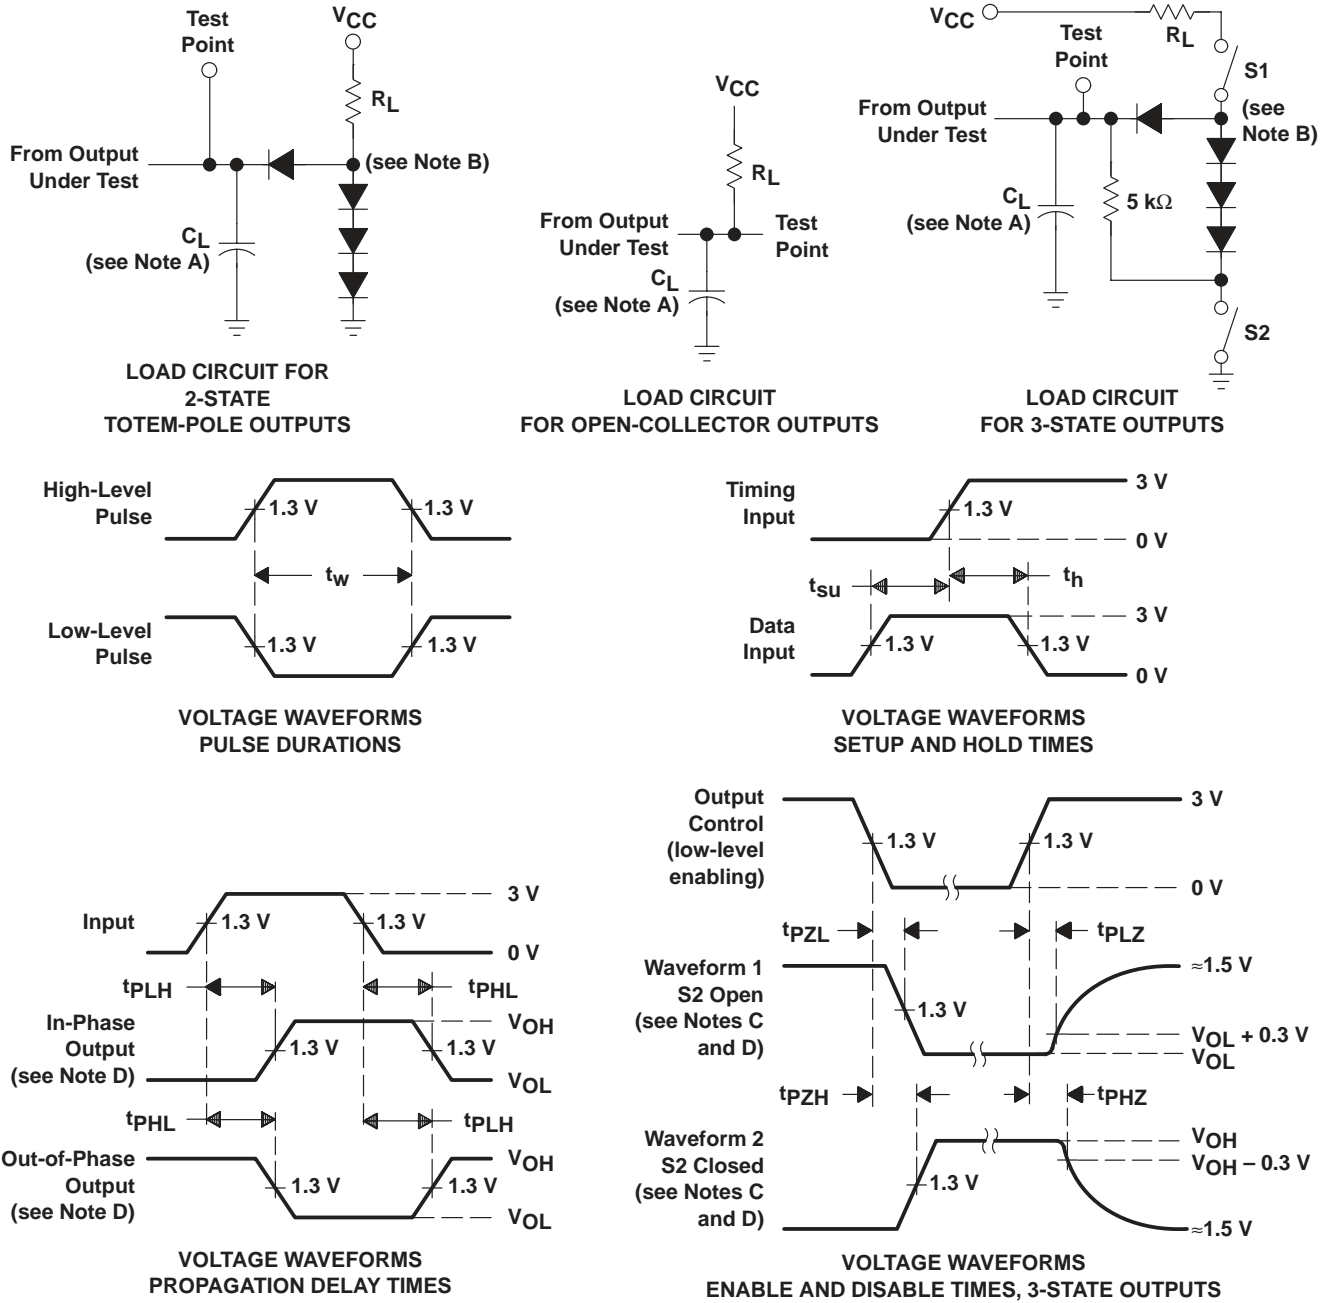 Test
Point
VCC
RL
From Output
Under Test
(see Note B)
CL
(see Note A)
LOAD CIRCUIT FOR
2-STATE
TOTEM-POLE OUTPUTS
VCC
RL
From Output
Under Test
Test
Point
CL
(see Note A)
LOAD CIRCUIT
FOR OPEN-COLLECTOR OUTPUTS
VCC
RL
Test
Point
S1
From Output
Under Test
(see
Note B)
CL
(see Note A)
5 kΩ
S2
LOAD CIRCUIT
FOR 3-STATE OUTPUTS
High-Level
Pulse
1.3 V
1.3 V
tw
Low-Level
Pulse
1.3 V
1.3 V
VOLTAGE WAVEFORMS
PULSE DURATIONS
Timing
Input
1.3 V
3 V
0 V
tsu
th
Data
Input
1.3 V
1.3 V
3 V
0 V
VOLTAGE WAVEFORMS
SETUP AND HOLD TIMES
Input
1.3 V
1.3 V
3 V
0 V
tPLH
tPHL
In-Phase
Output
(see Note D)
1.3 V
1.3 V
VOH
VOL
tPHL
tPLH
Out-of-Phase
Output
(see Note D)
1.3 V
1.3 V
VOH
VOL
VOLTAGE WAVEFORMS
PROPAGATION DELAY TIMES
Output
Control
(low-level
enabling)
1.3 V
1.3 V
3 V
0 V
tPZL
tPLZ
Waveform 1
S2 Open
(see Notes C
and D)
1.3 V
≈1.5 V
VOL + 0.3 V
VOL
tPZH
tPHZ
Waveform 2
S2 Closed
(see Notes C
and D)
1.3 V
VOH
VOH – 0.3 V
≈1.5 V
VOLTAGE WAVEFORMS
ENABLE AND DISABLE TIMES, 3-STATE OUTPUTS